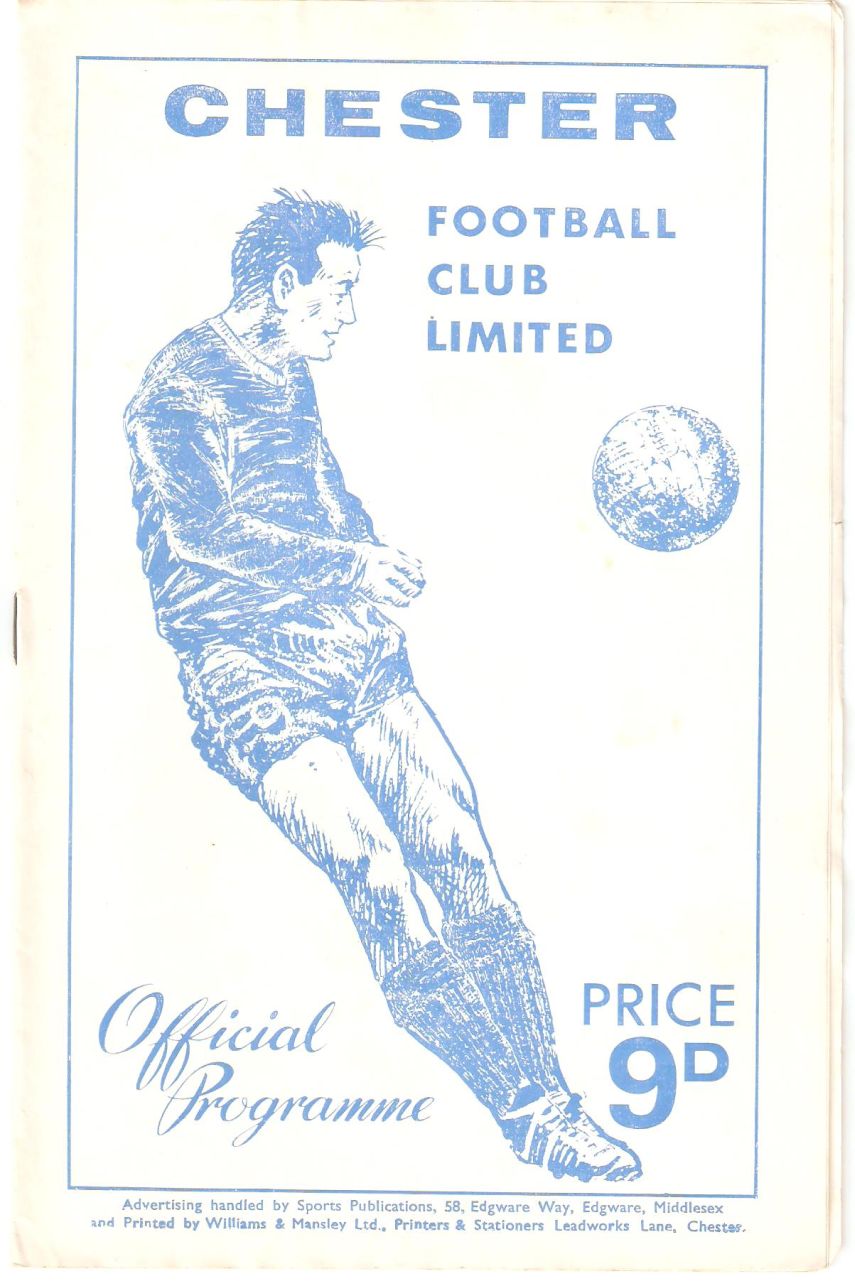 CHESTER
FOOTBALL
CLUB
LIMITED
Official
Programme
PRICE
9D
Advertising handled by Sports Publications, 58, Edgware Way, Edgware, Middlesex
and Printed by Williams & Mansley Ltd., Printers & Stationers Leadworks Lane, Chester.